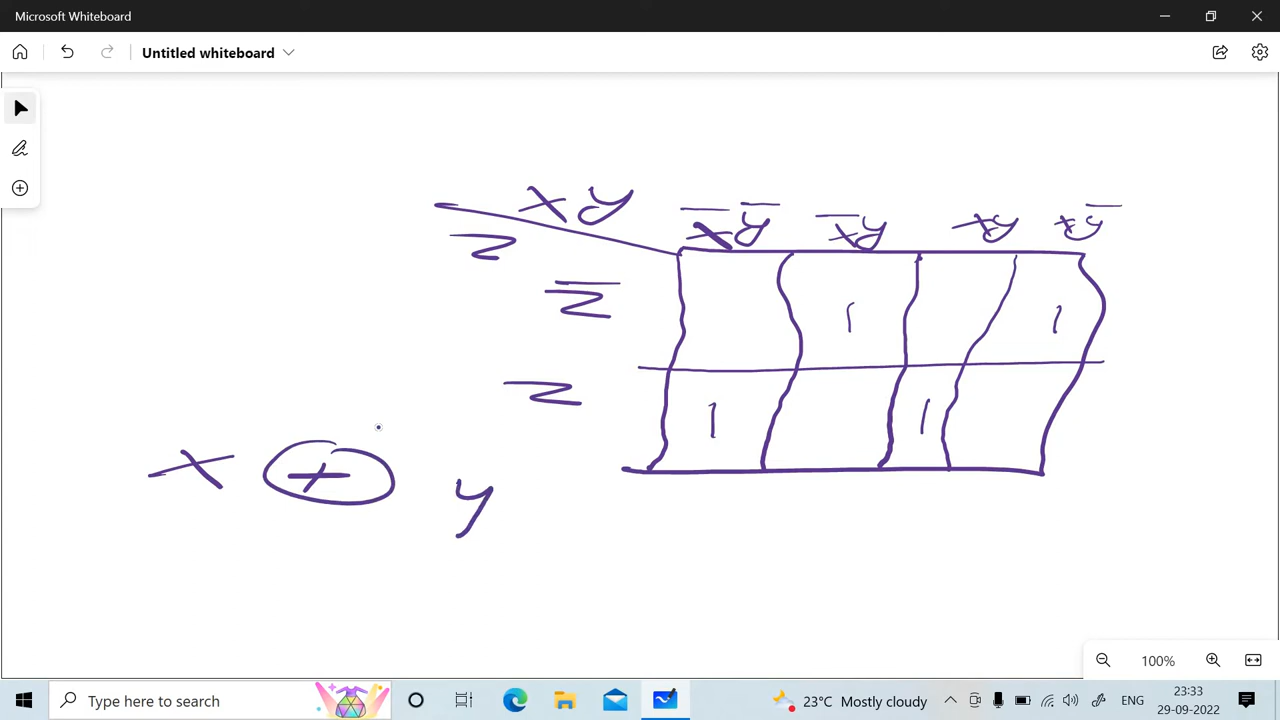 Microsoft Whiteboard
Untitled whiteboard
xy x̅y̅ x̅y xy xy̅
z
z̅ 1 1
z 1 1
x ⊕ y
100%
Type here to search
23°C Mostly cloudy
ENG
23:33
29-09-2022